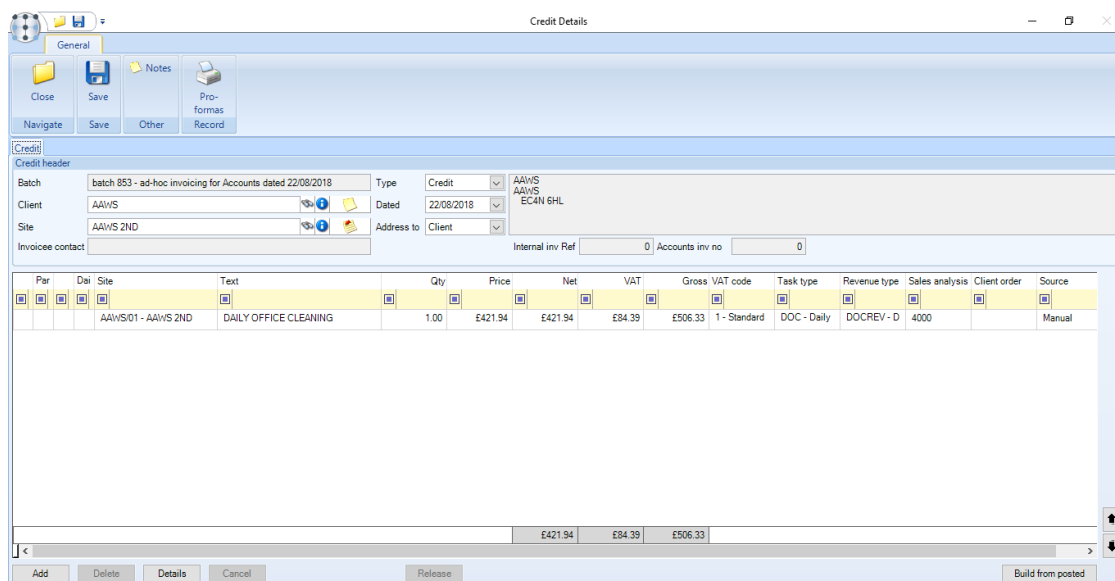 Credit Details
General
Close
Save
Notes
Pro-
formas
Navigate
Save
Other
Record
Credit
Credit header
Batch
batch 853 - ad-hoc invoicing for Accounts dated 22/08/2018
Type
Credit
AAWS
AAWS
EC4N 6HL
Client
AAWS
Dated
22/08/2018
Site
AAWS 2ND
Address to
Client
Invoicee contact
Internal inv Ref
0
Accounts inv no
0
Par Dai Site Text Qty Price Net VAT Gross VAT code Task type Revenue type Sales analysis Client order Source
AAWS/01 - AAWS 2ND DAILY OFFICE CLEANING 1.00 £421.94 £421.94 £84.39 £506.33 1 - Standard DOC - Daily DOCREV - D 4000 Manual
£421.94 £84.39 £506.33
Add
Delete
Details
Cancel
Release
Build from posted